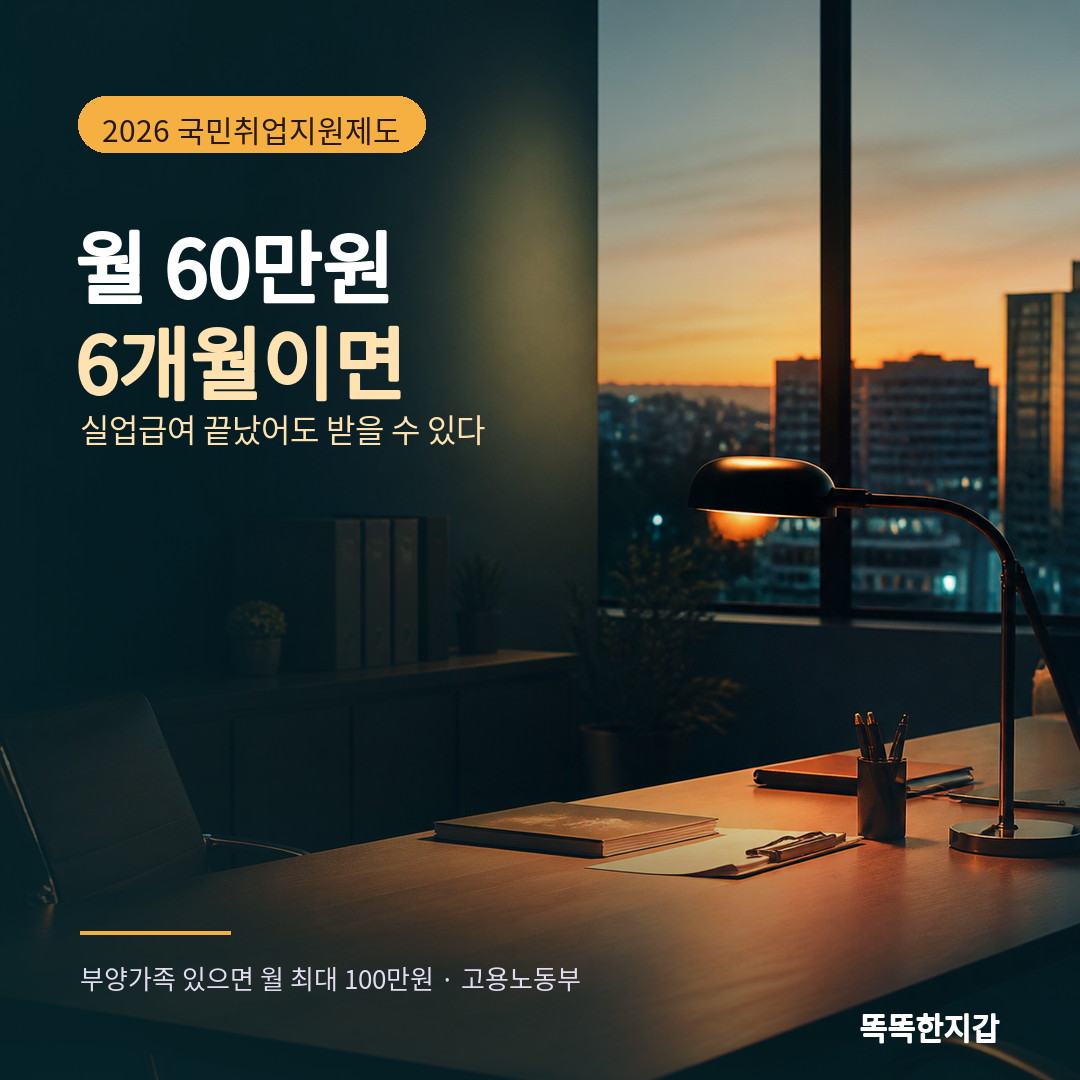 2026 국민취업지원제도
월 60만원
6개월이면
실업급여 끝났어도 받을 수 있다
부양가족 있으면 월 최대 100만원 · 고용노동부
똑똑한지갑